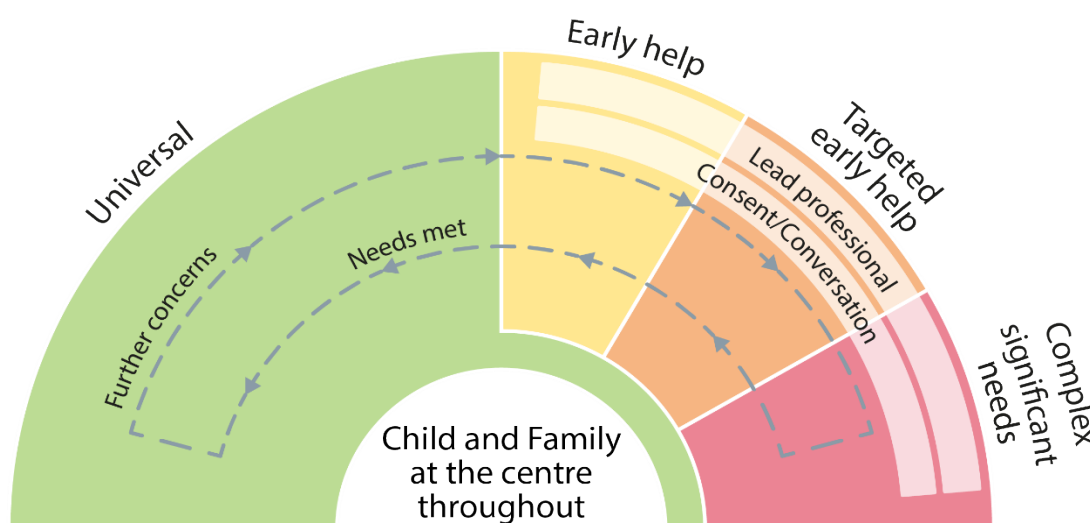 Universal
Early help
Targeted
early help
Complex
significant
needs
Lead professional
Consent/Conversation
Further concerns
Needs met
Child and Family
at the centre
throughout